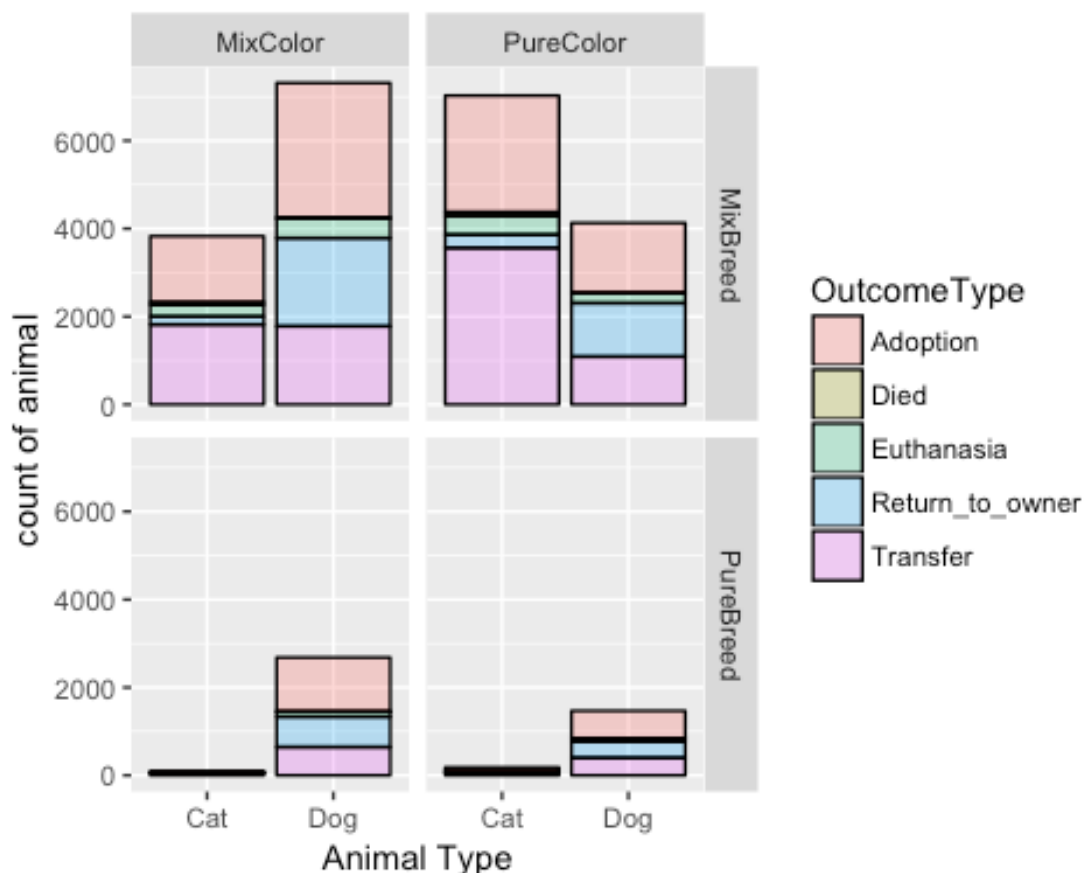 MixColor PureColor
6000
4000
2000
0
MixBreed
6000
4000
2000
0
PureBreed
count of animal
Cat Dog Cat Dog
Animal Type
OutcomeType
Adoption
Died
Euthanasia
Return_to_owner
Transfer